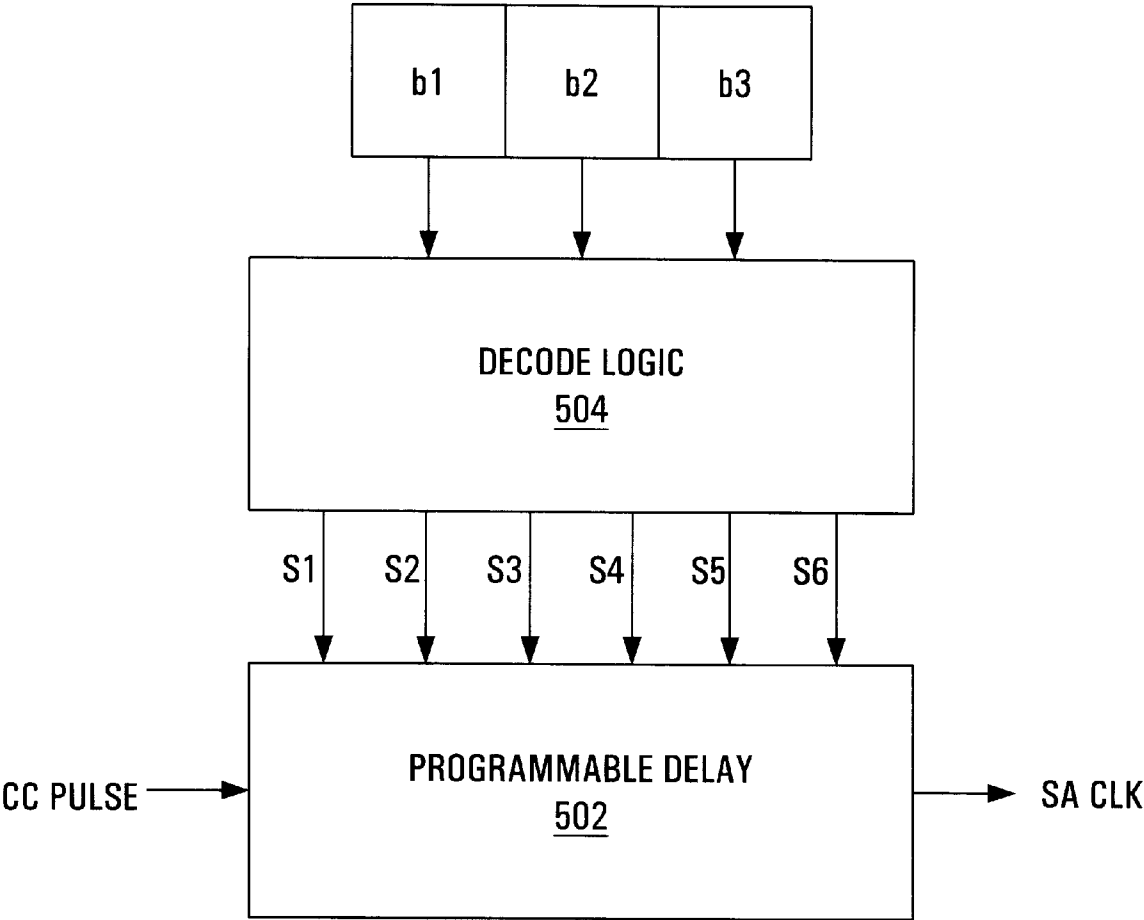 b1 b2 b3
DECODE LOGIC
504
S1 S2 S3 S4 S5 S6
PROGRAMMABLE DELAY
502
CC PULSE
SA CLK